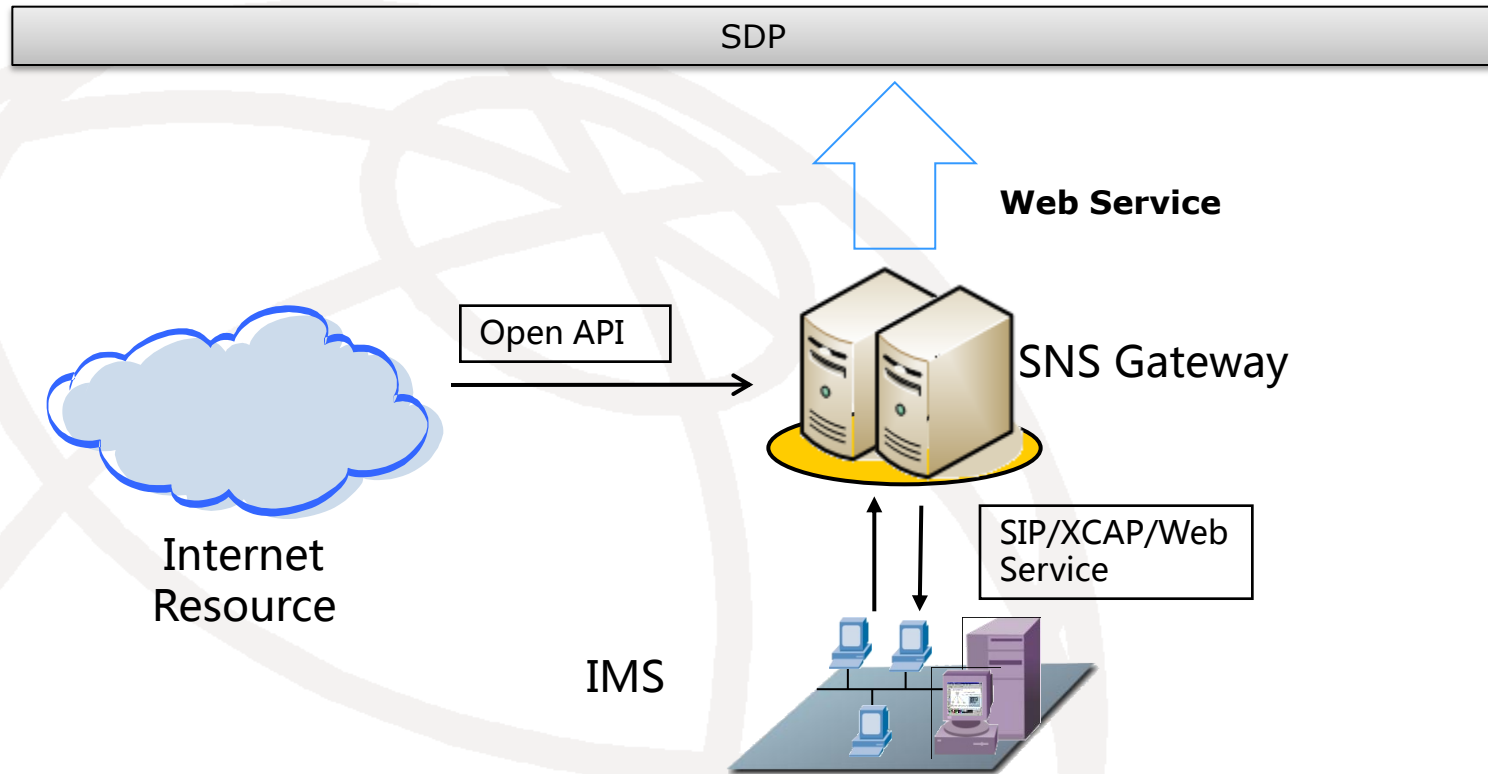 SDP
Web Service
Open API
SNS Gateway
Internet
Resource
SIP/XCAP/Web
Service
IMS